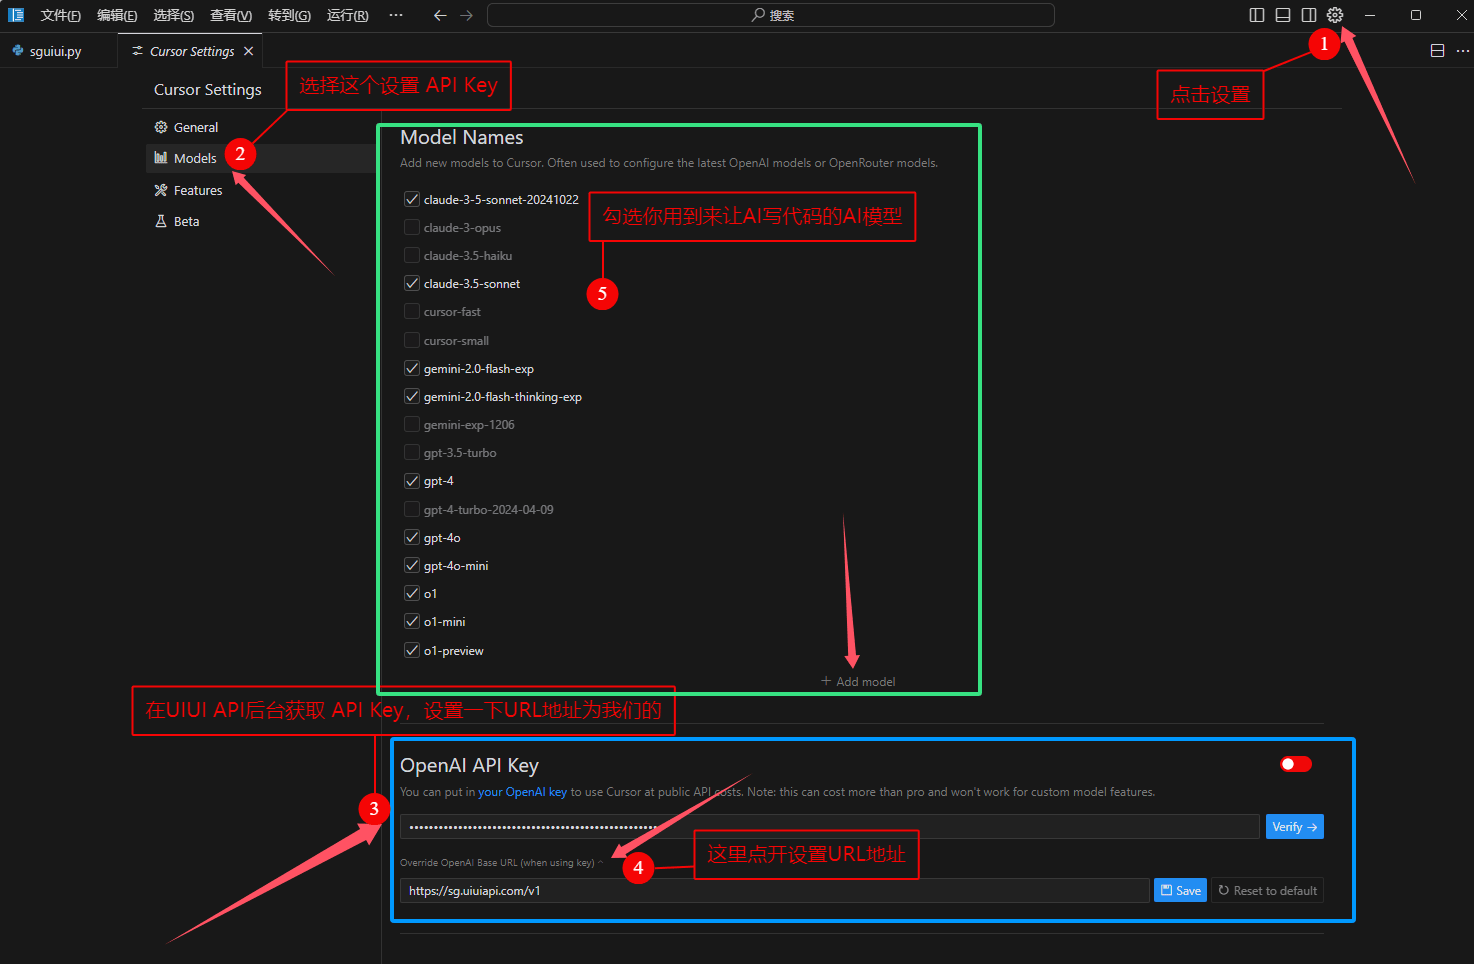 文件(F) 编辑(E) 选择(S) 查看(V) 转到(G) 运行(R) ··· 搜索
sguiui.py Cursor Settings
1
点击设置
Cursor Settings
选择这个设置 API Key
General
Models
2
Features
Beta
Model Names
Add new models to Cursor. Often used to configure the latest OpenAI models or OpenRouter models.
claude-3-5-sonnet-20241022
勾选你用到来让AI写代码的AI模型
claude-3-opus
claude-3.5-haiku
claude-3.5-sonnet
5
cursor-fast
cursor-small
gemini-2.0-flash-exp
gemini-2.0-flash-thinking-exp
gemini-exp-1206
gpt-3.5-turbo
gpt-4
gpt-4-turbo-2024-04-09
gpt-4o
gpt-4o-mini
o1
o1-mini
o1-preview
+ Add model
在UIUI API后台获取 API Key，设置一下URL地址为我们的
OpenAI API Key
You can put in your OpenAI key to use Cursor at public API costs. Note: this can cost more than pro and won't work for custom model features.
3
Verify →
这里点开设置URL地址
Override OpenAI Base URL (when using key)
4
https://sg.uiuiapi.com/v1
Save
Reset to default